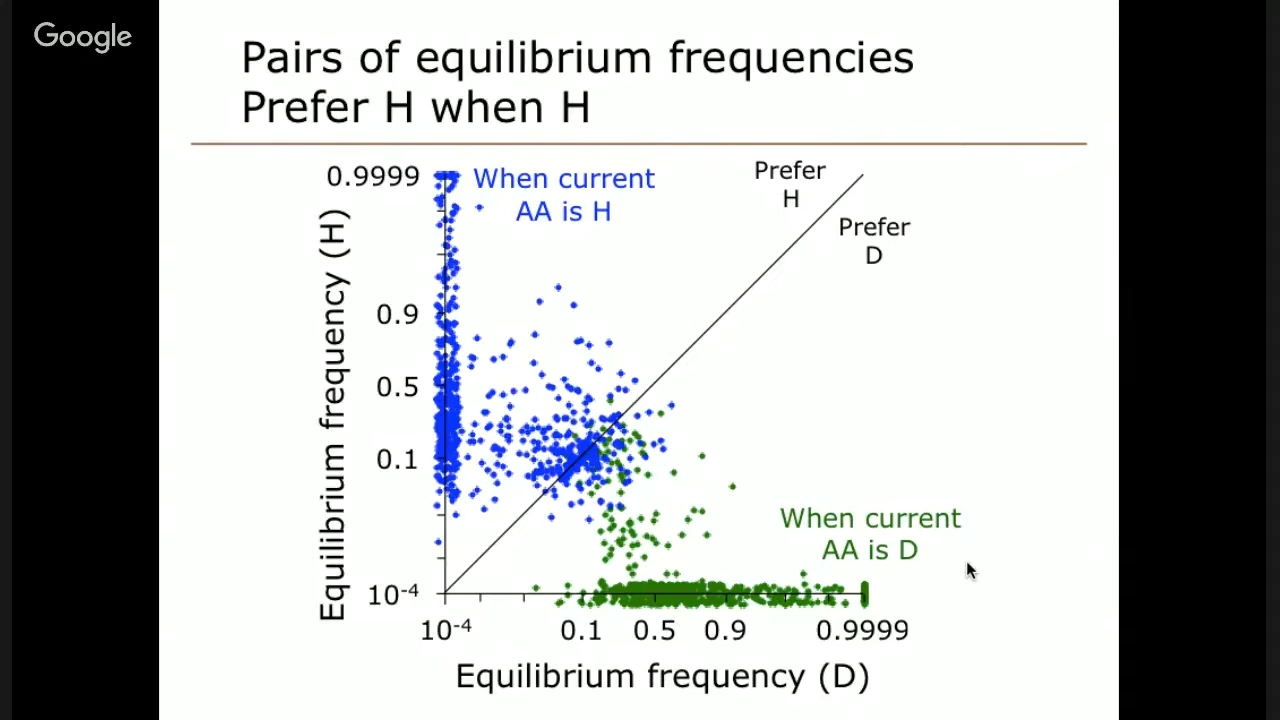 Google
Pairs of equilibrium frequencies
Prefer H when H
0.9999
When current
AA is H
Prefer
H
Prefer
D
Equilibrium frequency (H)
0.9
0.5
0.1
When current
AA is D
10⁻⁴
10⁻⁴
0.1
0.5
0.9
0.9999
Equilibrium frequency (D)